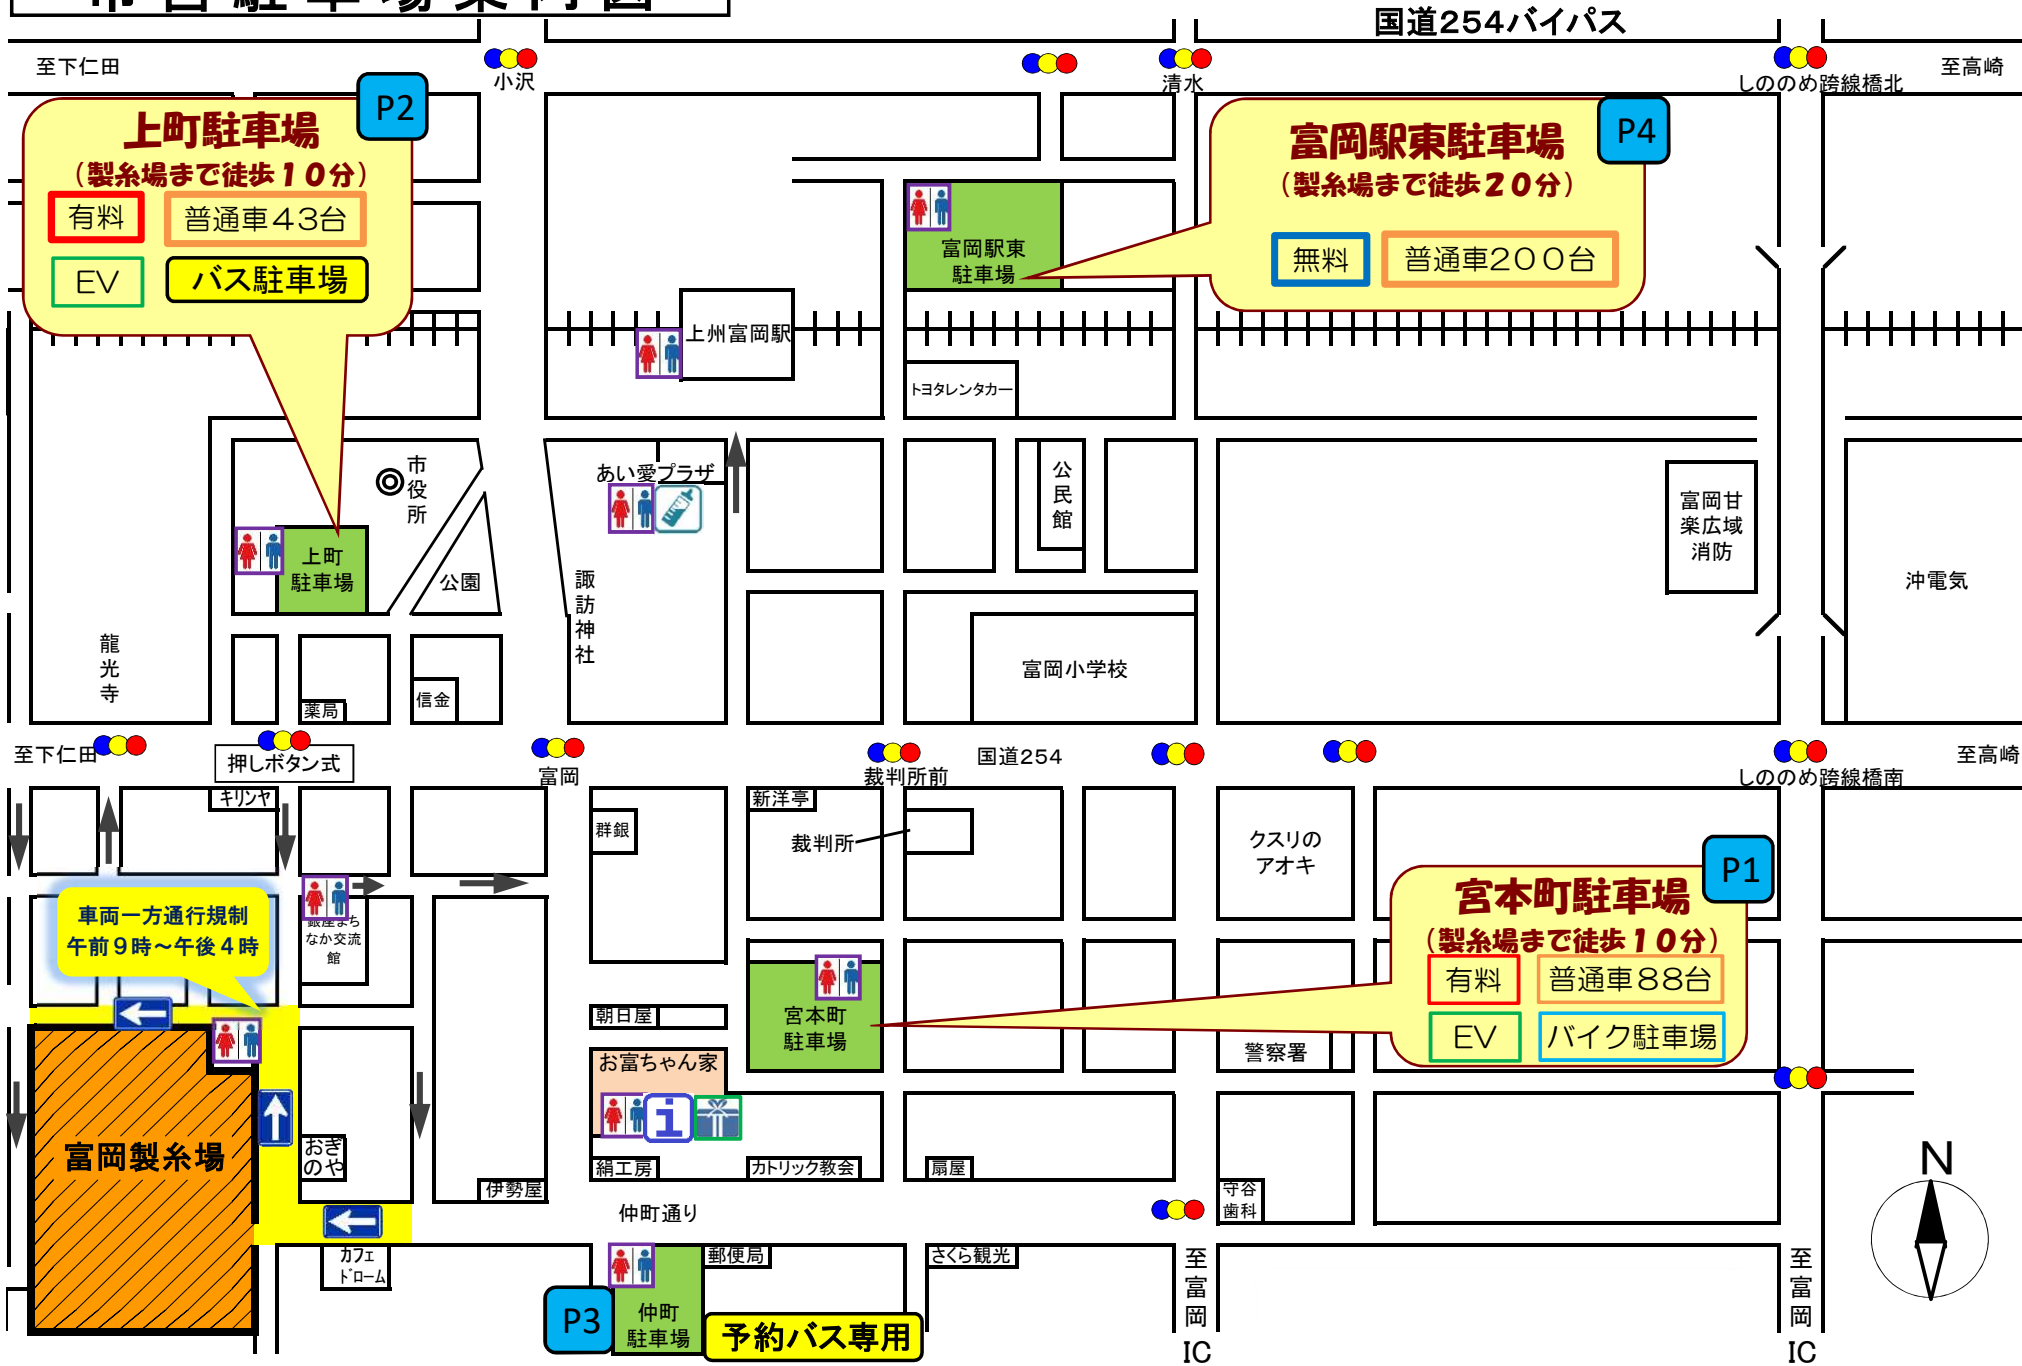 市営駐車場案内図
国道254バイパス
至下仁田
小沢
清水
しののめ跨線橋北
至高崎
P2
上町駐車場
(製糸場まで徒歩10分)
有料
普通車43台
EV
バス駐車場
P4
富岡駅東駐車場
(製糸場まで徒歩20分)
無料
普通車200台
富岡駅東
駐車場
上州富岡駅
トヨタレンタカー
市役所
あい愛プラザ
公民館
富岡甘
楽広域
消防
沖電気
上町
駐車場
公園
諏訪神社
龍光寺
富岡小学校
薬局
信金
至下仁田
押しボタン式
富岡
裁判所前
国道254
しののめ跨線橋南
至高崎
キリンヤ
群銀
新洋亭
裁判所
クスリの
アオキ
P1
宮本町駐車場
(製糸場まで徒歩10分)
有料
普通車88台
EV
バイク駐車場
車両一方通行規制
午前9時~午後4時
銀座まち
なか交流
館
朝日屋
宮本町
駐車場
警察署
お富ちゃん家
i
富岡製糸場
おぎ
のや
伊勢屋
絹工房
カトリック教会
扇屋
守谷
歯科
仲町通り
カフェ
ドローム
郵便局
さくら観光
P3
仲町
駐車場
予約バス専用
至富岡IC
至富岡IC
N